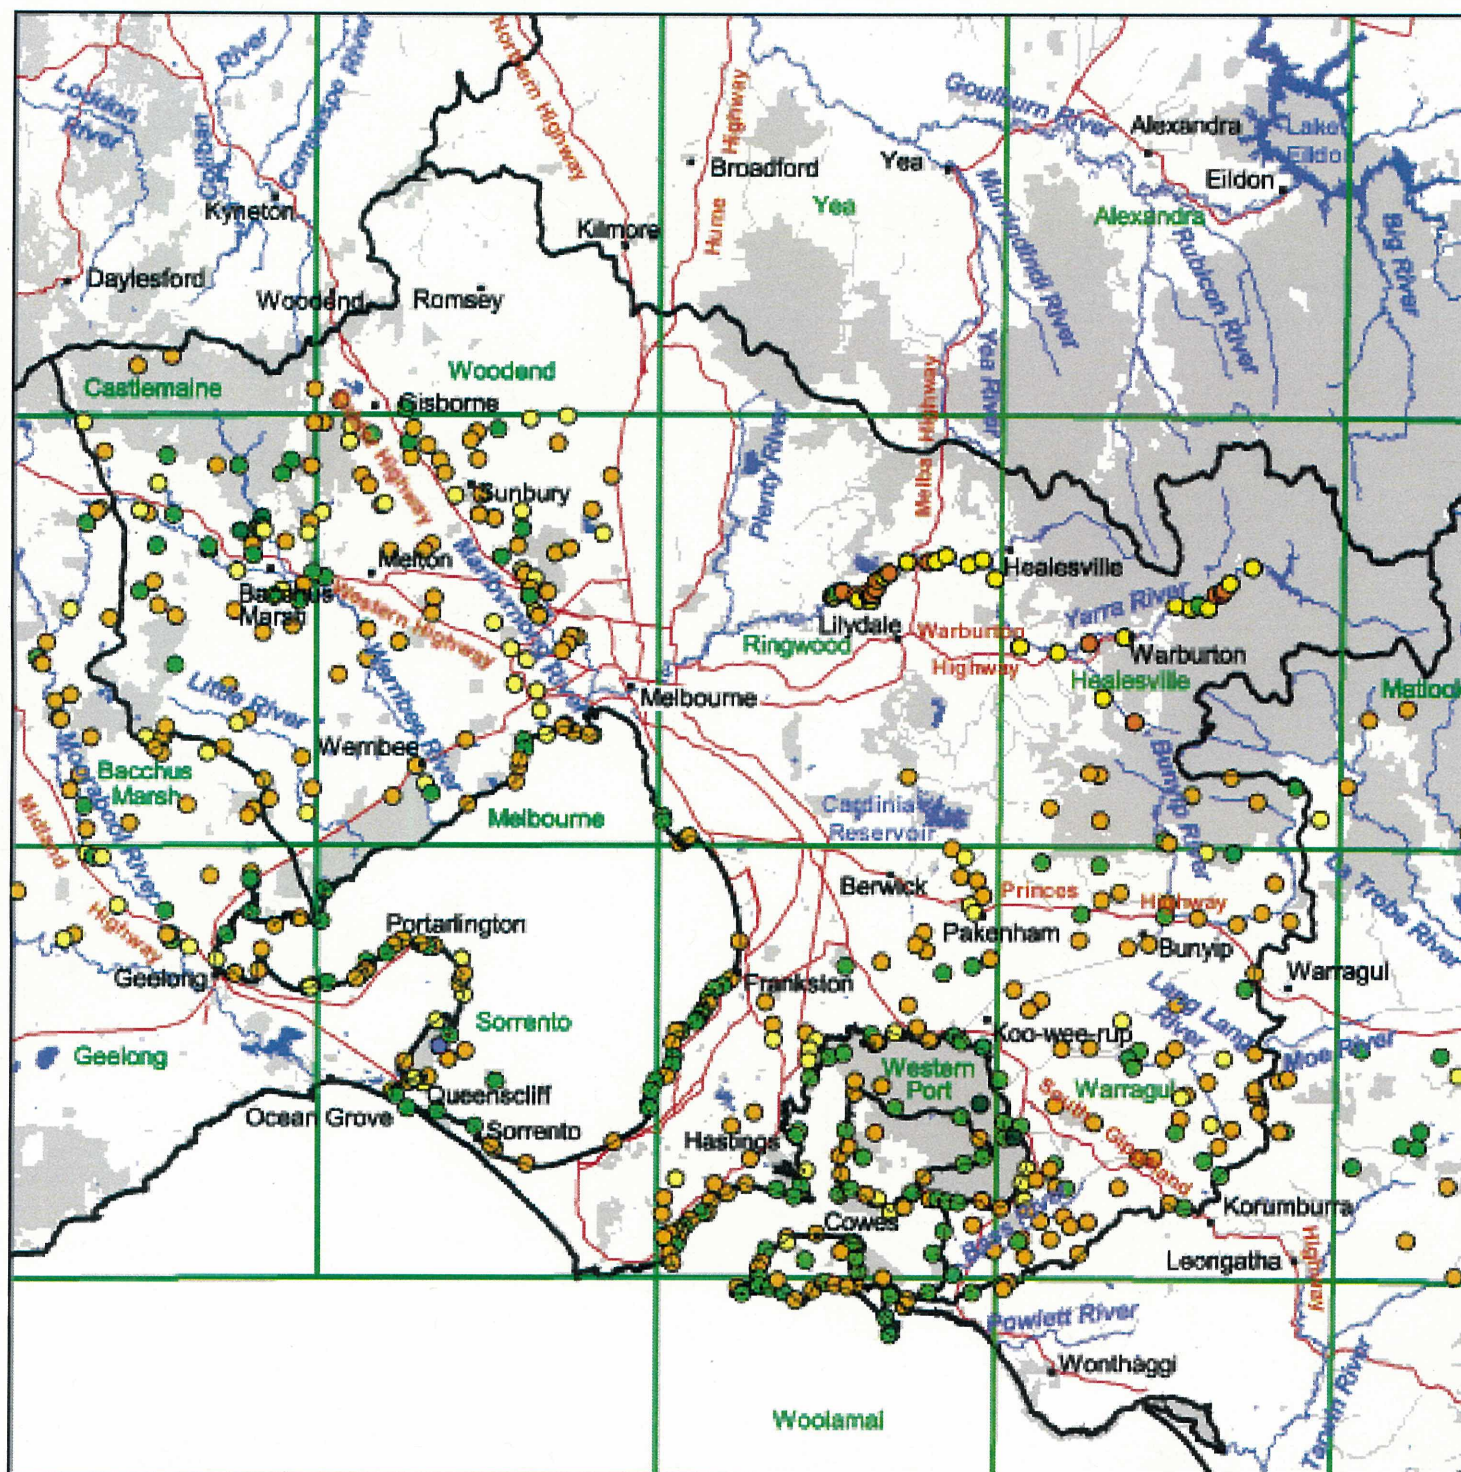 Northern Highway
River
Campaspe River
Coliban
Hume
Highway
Goulburn River
Alexandra
Lake
Eildon
Broadford
Yea
Eildon
Kyneton
Yea
Alexandra
Murrindindi River
Rubicon River
Big River
Kilmore
Daylesford
Woodend
Romsey
Yea River
Castlemaine
Woodend
Gisborne
Melba Highway
Highway
Plenty River
Sunbury
Melton
Maribyrnong River
Healesville
Bacchus
Marsh
Western Highway
Yarra River
Lilydale
Ringwood
Warburton
Highway
Warburton
Healesville
Little River
Werribee River
Melbourne
Werribee
Bacchus
Marsh
Moorabool River
Midland
Highway
Melbourne
Cardinia
Reservoir
Bunyip River
La Trobe River
Berwick
Princes
Highway
Portarlington
Pakenham
Bunyip
Geelong
Frankston
Warragul
Sorrento
Lang Lang
River
Koo-wee-rup
Moe River
Geelong
Western
Port
Warragul
Queenscliff
Ocean Grove
Sorrento
Hastings
South
Gippsland
Highway
Cowes
Bass River
Korumburra
Leongatha
Powlett River
Wonthaggi
Woolamai
Tarwin River